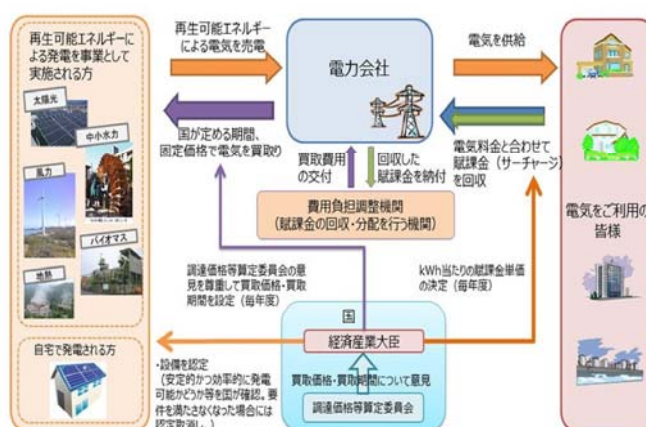 再生可能エネルギーに
よる発電を事業として
実施される方
太陽光
中小水力
風力
バイオマス
地熱
自宅で発電される方
再生可能エネルギー
による電気を売電
電力会社
電気を供給
国が定める期間、
固定価格で電気を買取り
買取費用
の交付
回収した
賦課金を納付
電気料金と合わせて
賦課金（サーチャージ）
を回収
費用負担調整機関
（賦課金の回収・分配を行う機関）
電気をご利用の
皆様
調達価格等算定委員会の意
見を尊重して買取価格・買取
期間を設定（毎年度）
kWh当たりの賦課金単価
の決定（毎年度）
国
経済産業大臣
買取価格・買取期間について意見
調達価格等算定委員会
・設備を認定
（安定的かつ効率的に発電
可能かどうか等を国が確認。要
件を満たさなくなった場合には
認定取消し。）